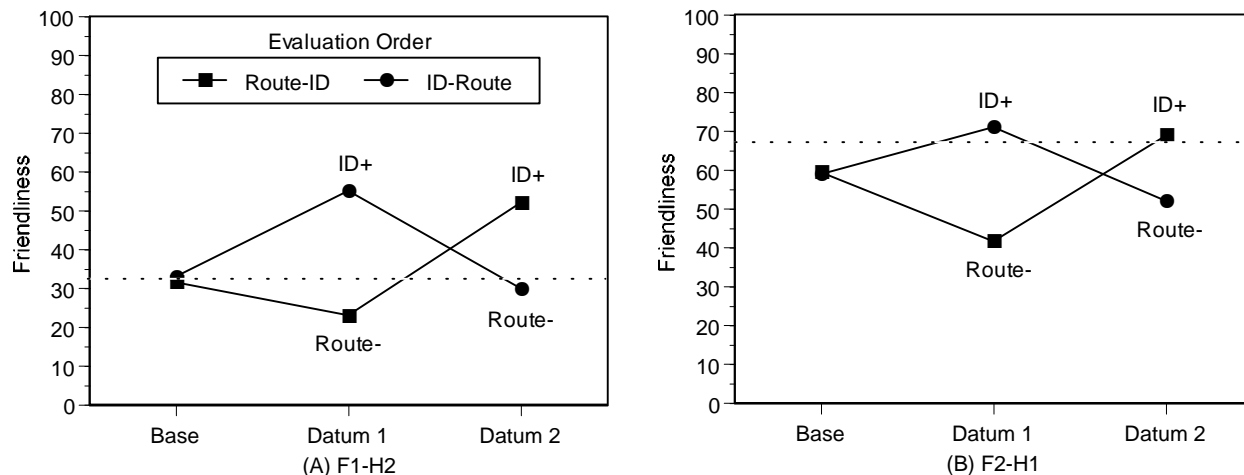 Evaluation Order
Route-ID
ID-Route
Friendliness
100
90
80
70
60
50
40
30
20
10
0
ID+
ID+
Route-
Route-
Base
Datum 1
Datum 2
(A) F1-H2
Friendliness
100
90
80
70
60
50
40
30
20
10
0
ID+
ID+
Route-
Route-
Base
Datum 1
Datum 2
(B) F2-H1